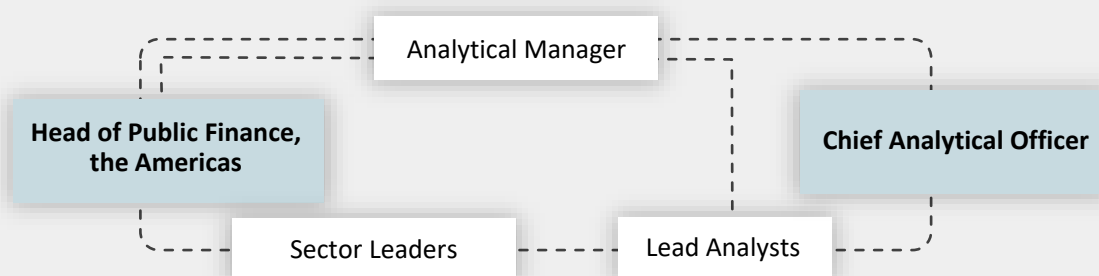 Analytical Manager
Head of Public Finance,
the Americas
Chief Analytical Officer
Sector Leaders
Lead Analysts